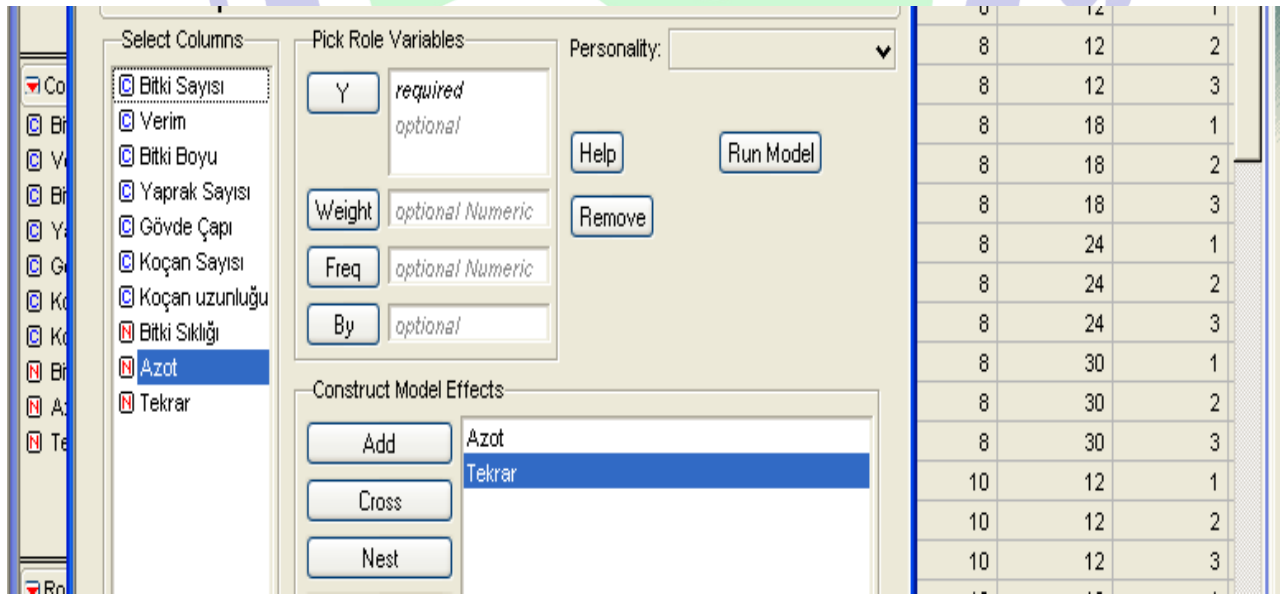 Select Columns
Bitki Sayısı
Verim
Bitki Boyu
Yaprak Sayısı
Gövde Çapı
Koçan Sayısı
Koçan uzunluğu
Bitki Sıklığı
Azot
Tekrar
Pick Role Variables
Y
required
optional
Weight
optional Numeric
Freq
optional Numeric
By
optional
Personality:
Help
Run Model
Remove
Construct Model Effects
Add
Cross
Nest
Azot
Tekrar
8 12 2
8 12 3
8 18 1
8 18 2
8 18 3
8 24 1
8 24 2
8 24 3
8 30 1
8 30 2
8 30 3
10 12 1
10 12 2
10 12 3